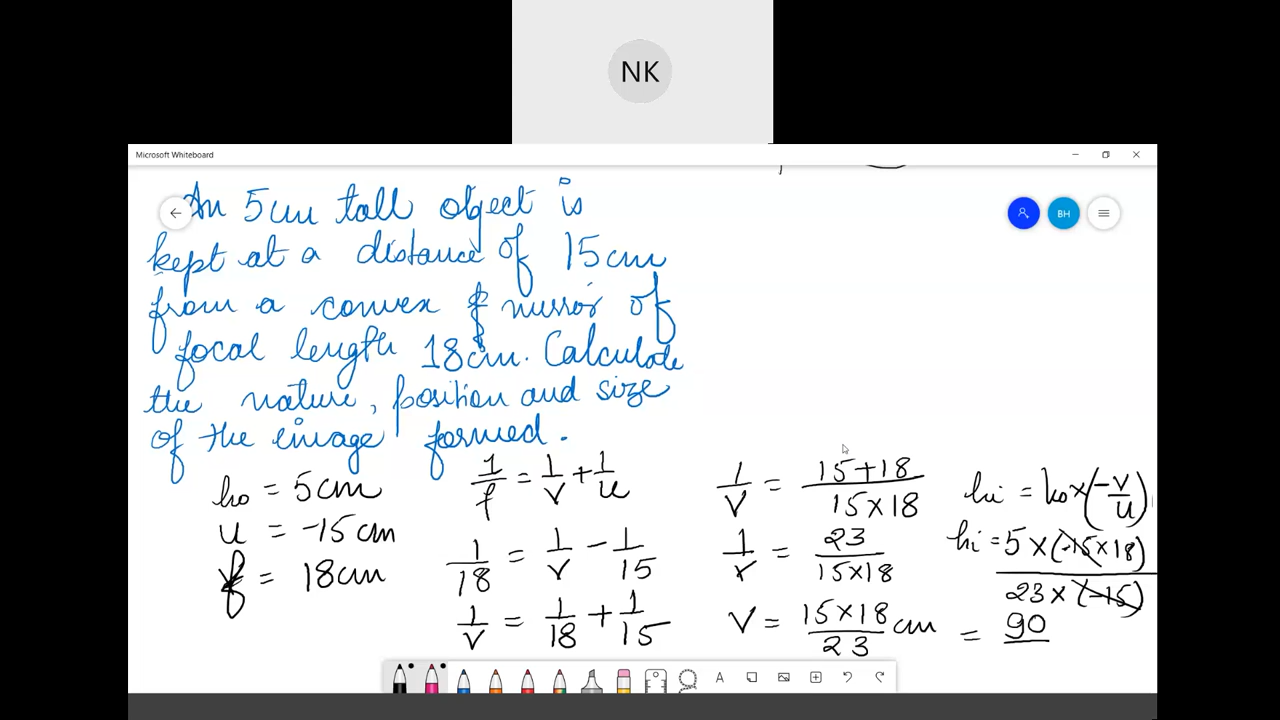 NK
Microsoft Whiteboard
An 5cm tall object is
kept at a distance of 15cm
from a convex mirror of
focal length 18cm. Calculate
the nature, position and size
of the image formed.
BH
ho = 5cm
u = -15cm
f = 18cm
1/f = 1/v + 1/u
1/18 = 1/v - 1/15
1/v = 1/18 + 1/15
1/v = 15+18/15×18
1/v = 23/15×18
v = 15×18/23 cm
hi = ho×(-v/u)
hi = 5×(-15×18)/23×(-15)
= 90
A